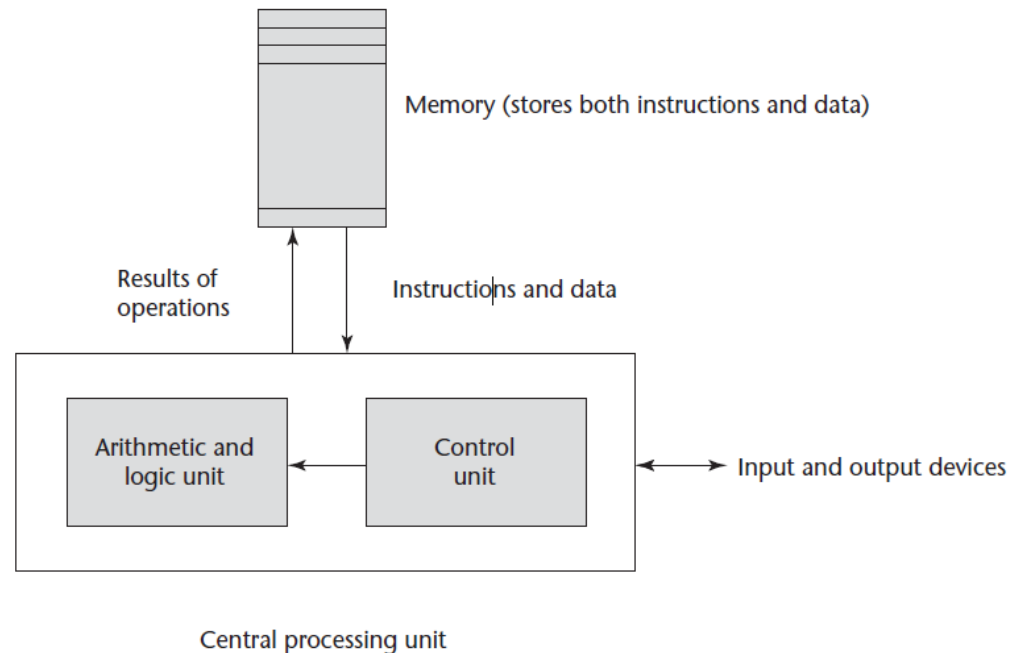 Memory (stores both instructions and data)
Results of
operations
Instructions and data
Arithmetic and
logic unit
Control
unit
Input and output devices
Central processing unit